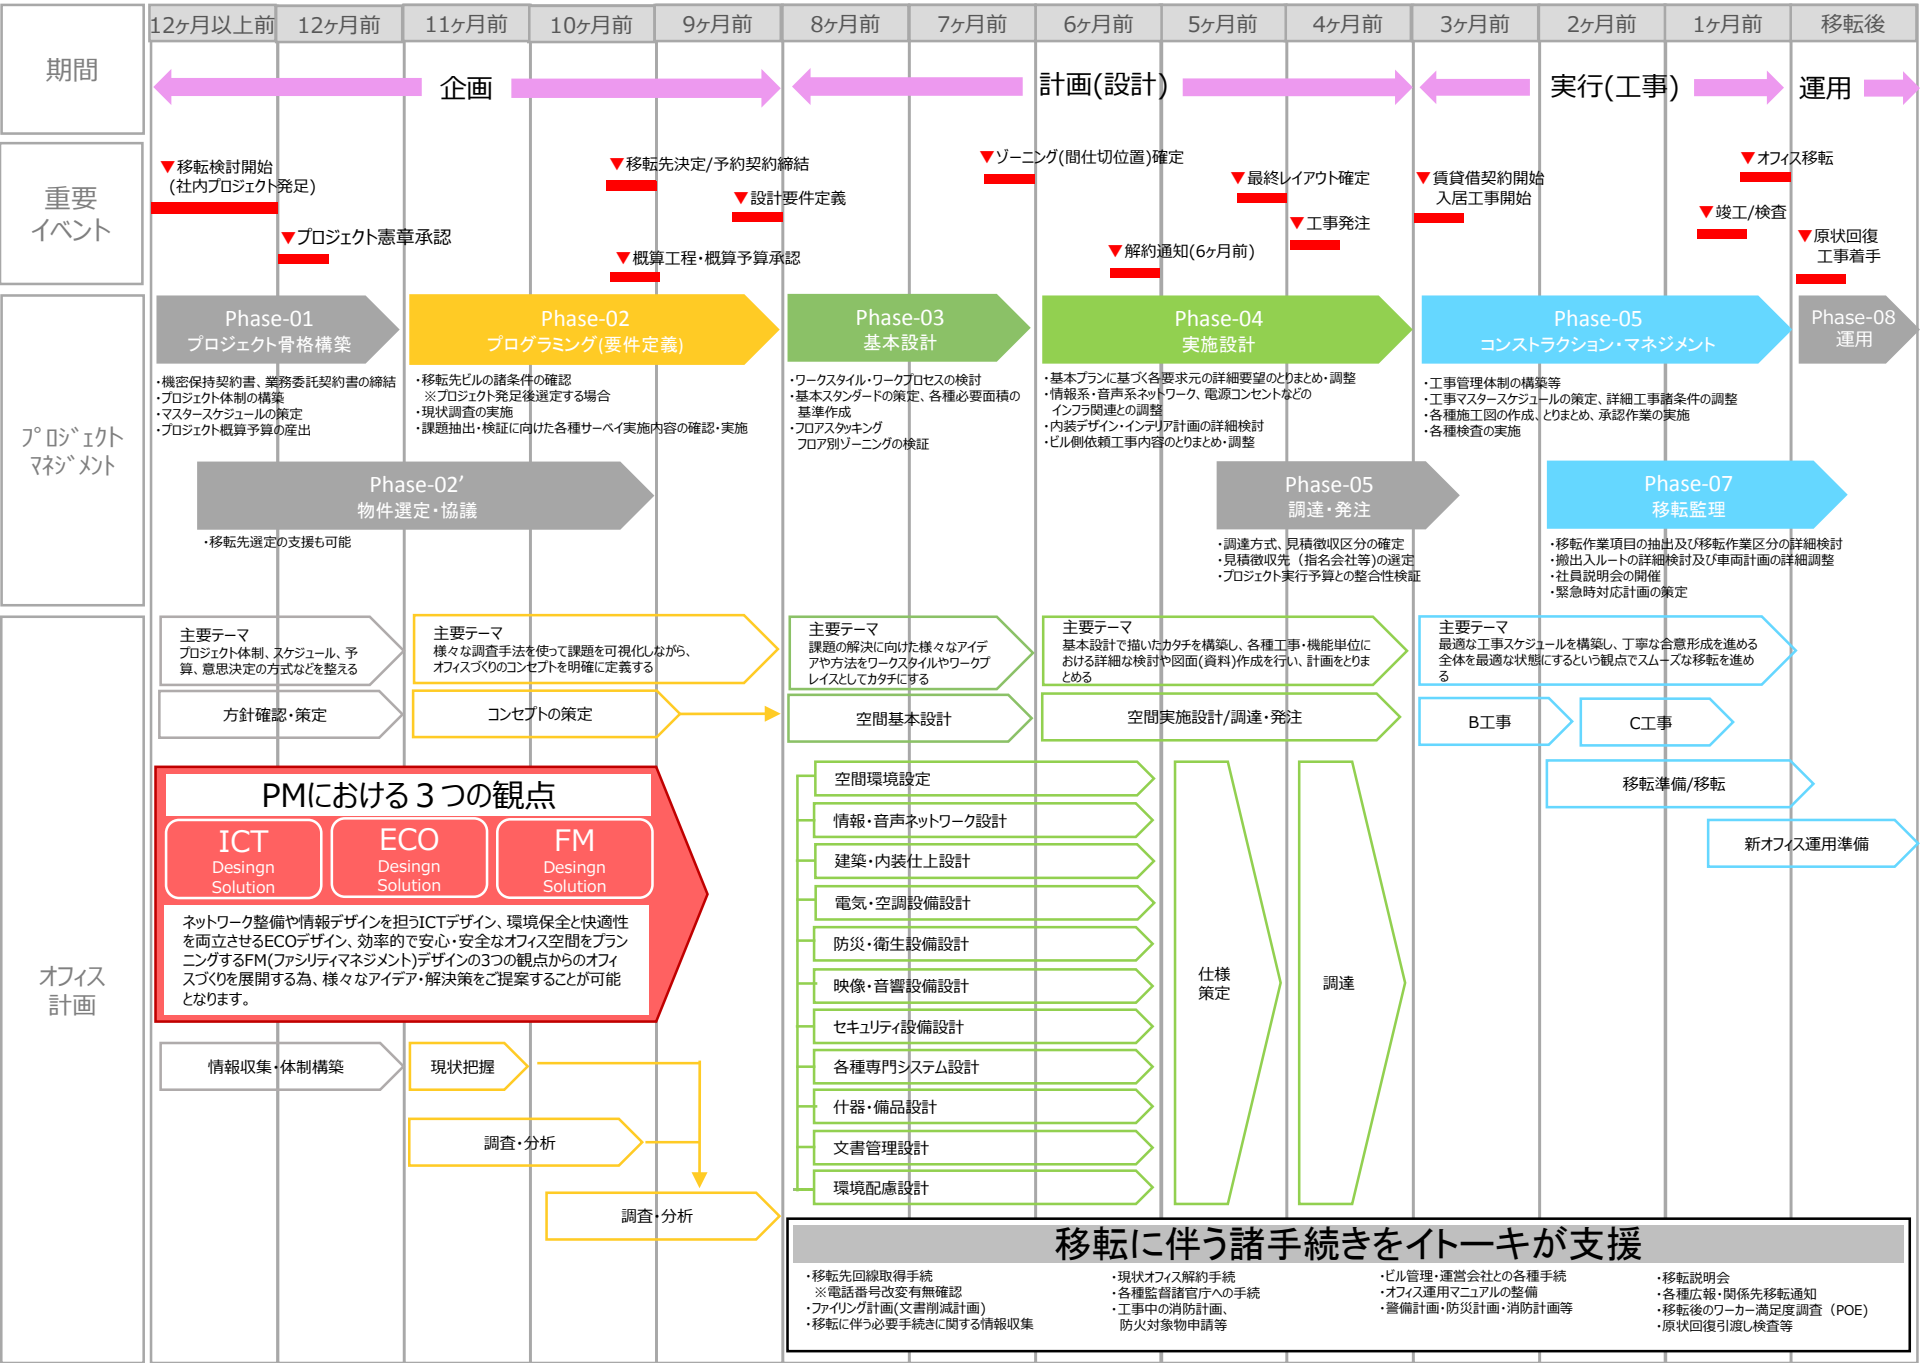 期間
12ヶ月以上前
12ヶ月前
11ヶ月前
10ヶ月前
9ヶ月前
8ヶ月前
7ヶ月前
6ヶ月前
5ヶ月前
4ヶ月前
3ヶ月前
2ヶ月前
1ヶ月前
移転後
企画
計画(設計)
実行(工事)
運用
重要
イベント
▼移転検討開始
(社内プロジェクト発足)
▼プロジェクト憲章承認
▼移転先決定/予約契約締結
▼設計要件定義
▼概算工程・概算予算承認
▼ゾーニング(間仕切位置)確定
▼解約通知(6ヶ月前)
▼最終レイアウト確定
▼工事発注
▼賃貸借契約開始
入居工事開始
▼オフィス移転
▼竣工/検査
▼原状回復
工事着手
プロジェクト
マネジメント
Phase-01
プロジェクト骨格構築
・機密保持契約書、業務委託契約書の締結
・プロジェクト体制の構築
・マスタースケジュールの策定
・プロジェクト概算予算の産出
Phase-02
プログラミング(要件定義)
・移転先ビルの諸条件の確認
※プロジェクト発足後選定する場合
・現状調査の実施
・課題抽出・検証に向けた各種サーベイ実施内容の確認・実施
Phase-03
基本設計
・ワークスタイル・ワークプロセスの検討
・基本スタンダードの策定、各種必要面積の
基準作成
・フロアスタッキング
フロア別ゾーニングの検証
Phase-04
実施設計
・基本プランに基づく各要求元の詳細要望のとりまとめ・調整
・情報系・音声系ネットワーク、電源コンセントなどの
インフラ関連との調整
・内装デザイン・インテリア計画の詳細検討
・ビル側依頼工事内容のとりまとめ・調整
Phase-05
コンストラクション・マネジメント
・工事管理体制の構築等
・工事マスタースケジュールの策定、詳細工事諸条件の調整
・各種施工図の作成、とりまとめ、承認作業の実施
・各種検査の実施
Phase-08
運用
Phase-02’
物件選定・協議
・移転先選定の支援も可能
Phase-05
調達・発注
・調達方式、見積徴収区分の確定
・見積徴収先（指名会社等)の選定
・プロジェクト実行予算との整合性検証
Phase-07
移転監理
・移転作業項目の抽出及び移転作業区分の詳細検討
・搬出入ルートの詳細検討及び車両計画の詳細調整
・社員説明会の開催
・緊急時対応計画の策定
オフィス
計画
主要テーマ
プロジェクト体制、スケジュール、予
算、意思決定の方式などを整える
主要テーマ
様々な調査手法を使って課題を可視化しながら、
オフィスづくりのコンセプトを明確に定義する
主要テーマ
課題の解決に向けた様々なアイデ
アや方法をワークスタイルやワークプ
レイスとしてカタチにする
主要テーマ
基本設計で描いたカタチを構築し、各種工事・機能単位に
おける詳細な検討や図面(資料)作成を行い、計画をとりま
とめる
主要テーマ
最適な工事スケジュールを構築し、丁寧な合意形成を進める
全体を最適な状態にするという観点でスムーズな移転を進め
る
方針確認・策定
コンセプトの策定
空間基本設計
空間実施設計/調達・発注
B工事
C工事
移転準備/移転
新オフィス運用準備
PMにおける３つの観点
ICT
Desingn
Solution
ECO
Desingn
Solution
FM
Desingn
Solution
ネットワーク整備や情報デザインを担うICTデザイン、環境保全と快適性
を両立させるECOデザイン、効率的で安心・安全なオフィス空間をプラン
ニングするFM(ファシリティマネジメント)デザインの3つの観点からのオフィ
スづくりを展開する為、様々なアイデア・解決策をご提案することが可能
となります。
情報収集・体制構築
現状把握
調査・分析
調査・分析
空間環境設定
情報・音声ネットワーク設計
建築・内装仕上設計
電気・空調設備設計
防災・衛生設備設計
映像・音響設備設計
セキュリティ設備設計
各種専門システム設計
什器・備品設計
文書管理設計
環境配慮設計
仕様
策定
調達
移転に伴う諸手続きをイトーキが支援
・移転先回線取得手続
※電話番号改変有無確認
・ファイリング計画(文書削減計画)
・移転に伴う必要手続きに関する情報収集
・現状オフィス解約手続
・各種監督諸官庁への手続
・工事中の消防計画、
防火対象物申請等
・ビル管理・運営会社との各種手続
・オフィス運用マニュアルの整備
・警備計画・防災計画・消防計画等
・移転説明会
・各種広報・関係先移転通知
・移転後のワーカー満足度調査（POE）
・原状回復引渡し検査等